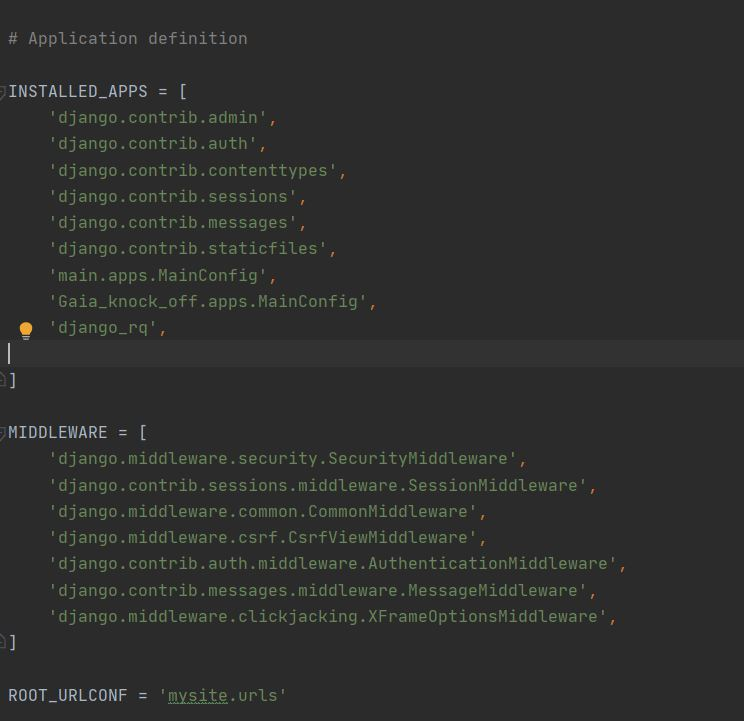 # Application definition
INSTALLED_APPS = [
    'django.contrib.admin',
    'django.contrib.auth',
    'django.contrib.contenttypes',
    'django.contrib.sessions',
    'django.contrib.messages',
    'django.contrib.staticfiles',
    'main.apps.MainConfig',
    'Gaia_knock_off.apps.MainConfig',
    'django_rq',
]
MIDDLEWARE = [
    'django.middleware.security.SecurityMiddleware',
    'django.contrib.sessions.middleware.SessionMiddleware',
    'django.middleware.common.CommonMiddleware',
    'django.middleware.csrf.CsrfViewMiddleware',
    'django.contrib.auth.middleware.AuthenticationMiddleware',
    'django.contrib.messages.middleware.MessageMiddleware',
    'django.middleware.clickjacking.XFrameOptionsMiddleware',
]
ROOT_URLCONF = 'mysite.urls'